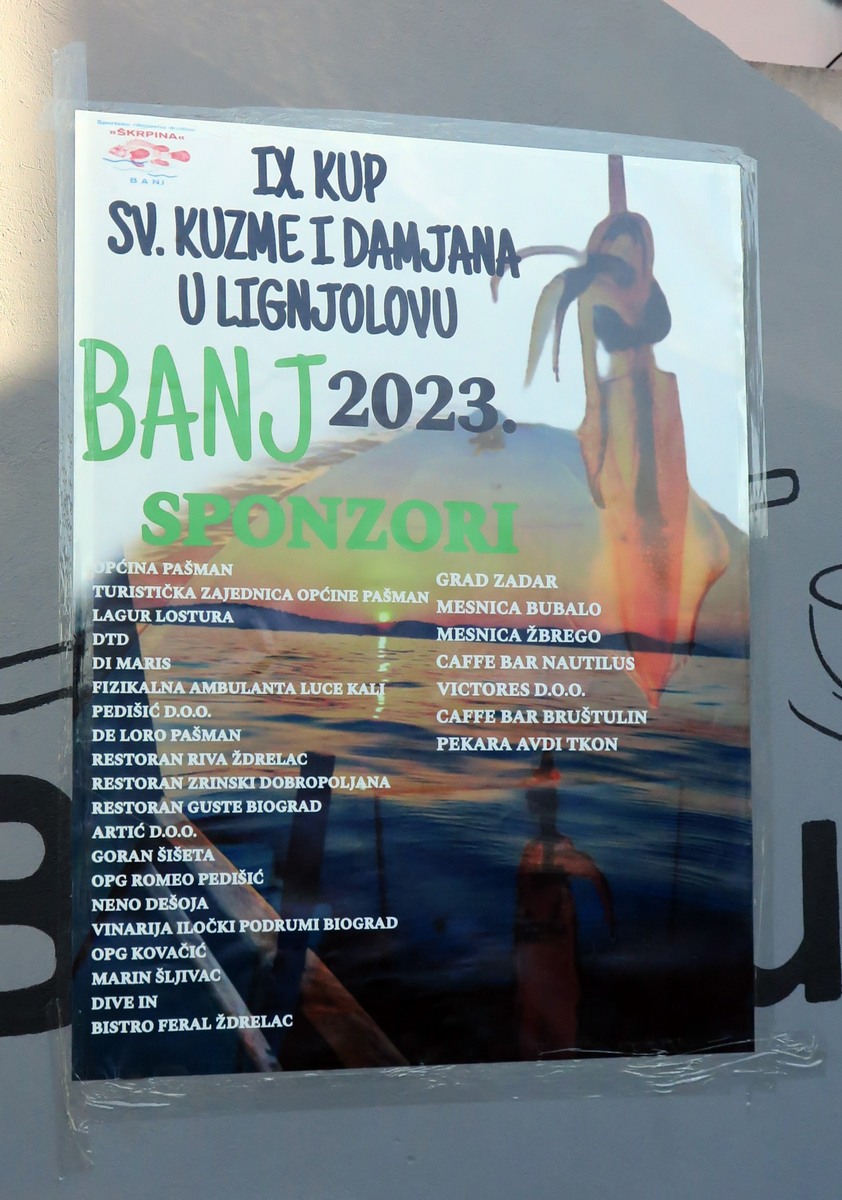 Športsko ribolovno društvo
»ŠKRPINA«
BANJ
IX. KUP
SV. KUZME I DAMJANA
U LIGNJOLOVU
BANJ 2023.
SPONZORI
OPĆINA PAŠMAN
TURISTIČKA ZAJEDNICA OPĆINE PAŠMAN
LAGUR LOSTURA
DTD
DI MARIS
FIZIKALNA AMBULANTA LUCE KALI
PEDIŠIĆ D.O.O.
DE LORO PAŠMAN
RESTORAN RIVA ŽDRELAC
RESTORAN ZRINSKI DOBROPOLJANA
RESTORAN GUSTE BIOGRAD
ARTIĆ D.O.O.
GORAN ŠIŠETA
OPG ROMEO PEDIŠIĆ
NENO DEŠOJA
VINARIJA ILOČKI PODRUMI BIOGRAD
OPG KOVAČIĆ
MARIN ŠLJIVAC
DIVE IN
BISTRO FERAL ŽDRELAC
GRAD ZADAR
MESNICA BUBALO
MESNICA ŽBREGO
CAFFE BAR NAUTILUS
VICTORES D.O.O.
CAFFE BAR BRUŠTULIN
PEKARA AVDI TKON